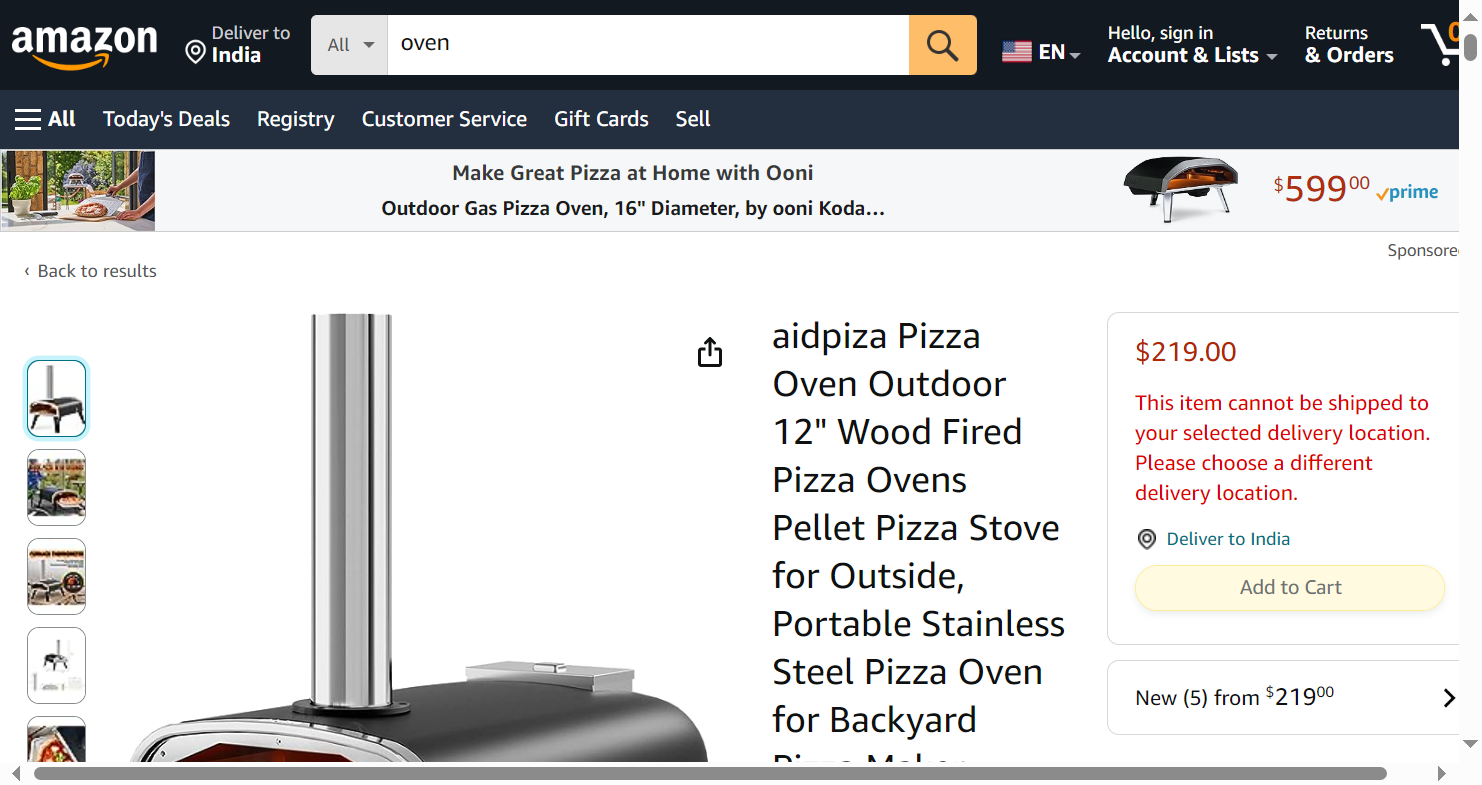 amazon
Deliver to
India
All
oven
EN
Hello, sign in
Account & Lists
Returns
& Orders
0
All
Today's Deals
Registry
Customer Service
Gift Cards
Sell
Make Great Pizza at Home with Ooni
Outdoor Gas Pizza Oven, 16" Diameter, by ooni Koda...
$599.00
prime
Sponsore
‹ Back to results
aidpiza Pizza
Oven Outdoor
12" Wood Fired
Pizza Ovens
Pellet Pizza Stove
for Outside,
Portable Stainless
Steel Pizza Oven
for Backyard
Pizza Maker
$219.00
This item cannot be shipped to
your selected delivery location.
Please choose a different
delivery location.
Deliver to India
Add to Cart
New (5) from $219.00